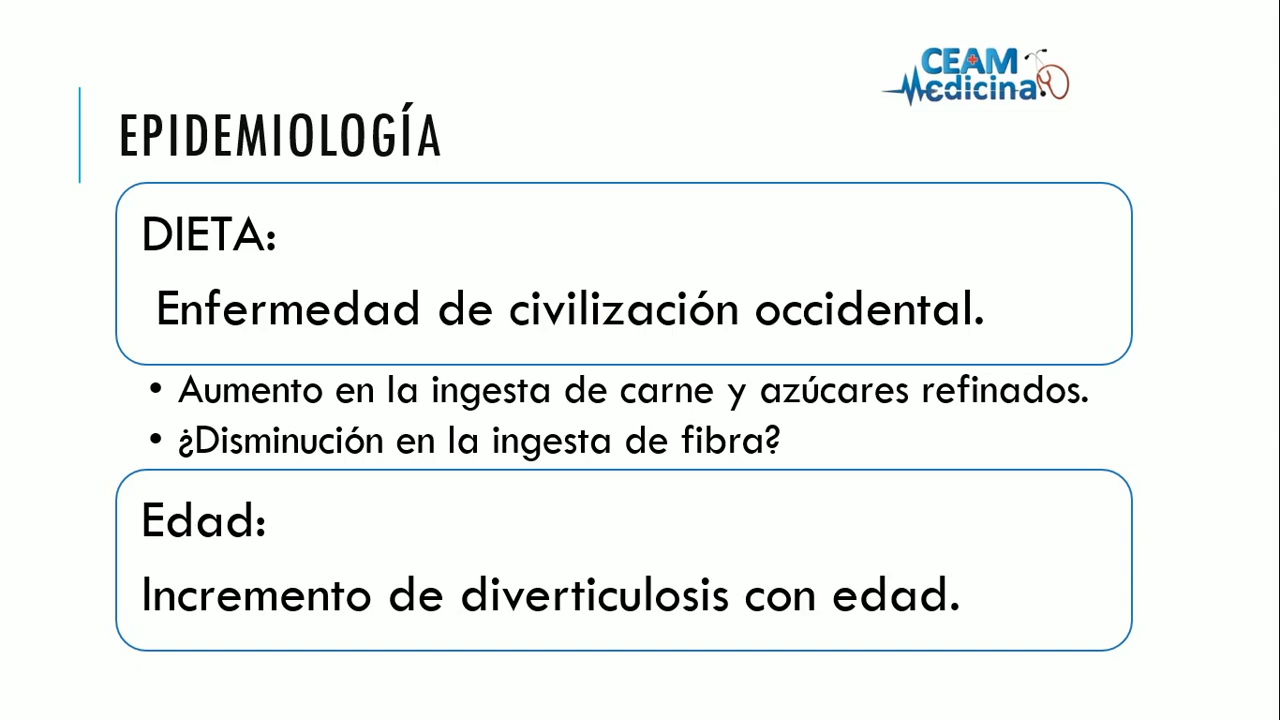 CEAM
Medicina
EPIDEMIOLOGÍA
DIETA:
Enfermedad de civilización occidental.
• Aumento en la ingesta de carne y azúcares refinados.
• ¿Disminución en la ingesta de fibra?
Edad:
Incremento de diverticulosis con edad.